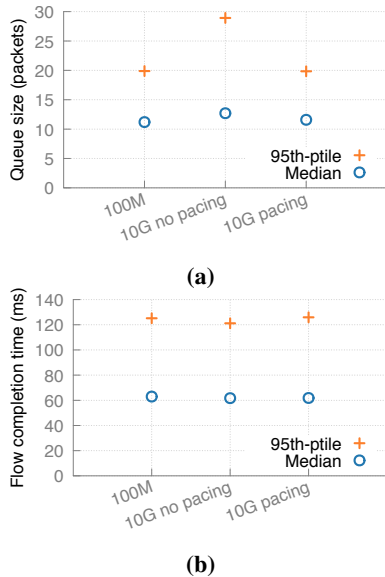 Queue size (packets)
30
25
20
15
10
5
0
95th-ptile
Median
100M
10G no pacing
10G pacing
(a)
Flow completion time (ms)
140
120
100
80
60
40
20
0
95th-ptile
Median
100M
10G no pacing
10G pacing
(b)